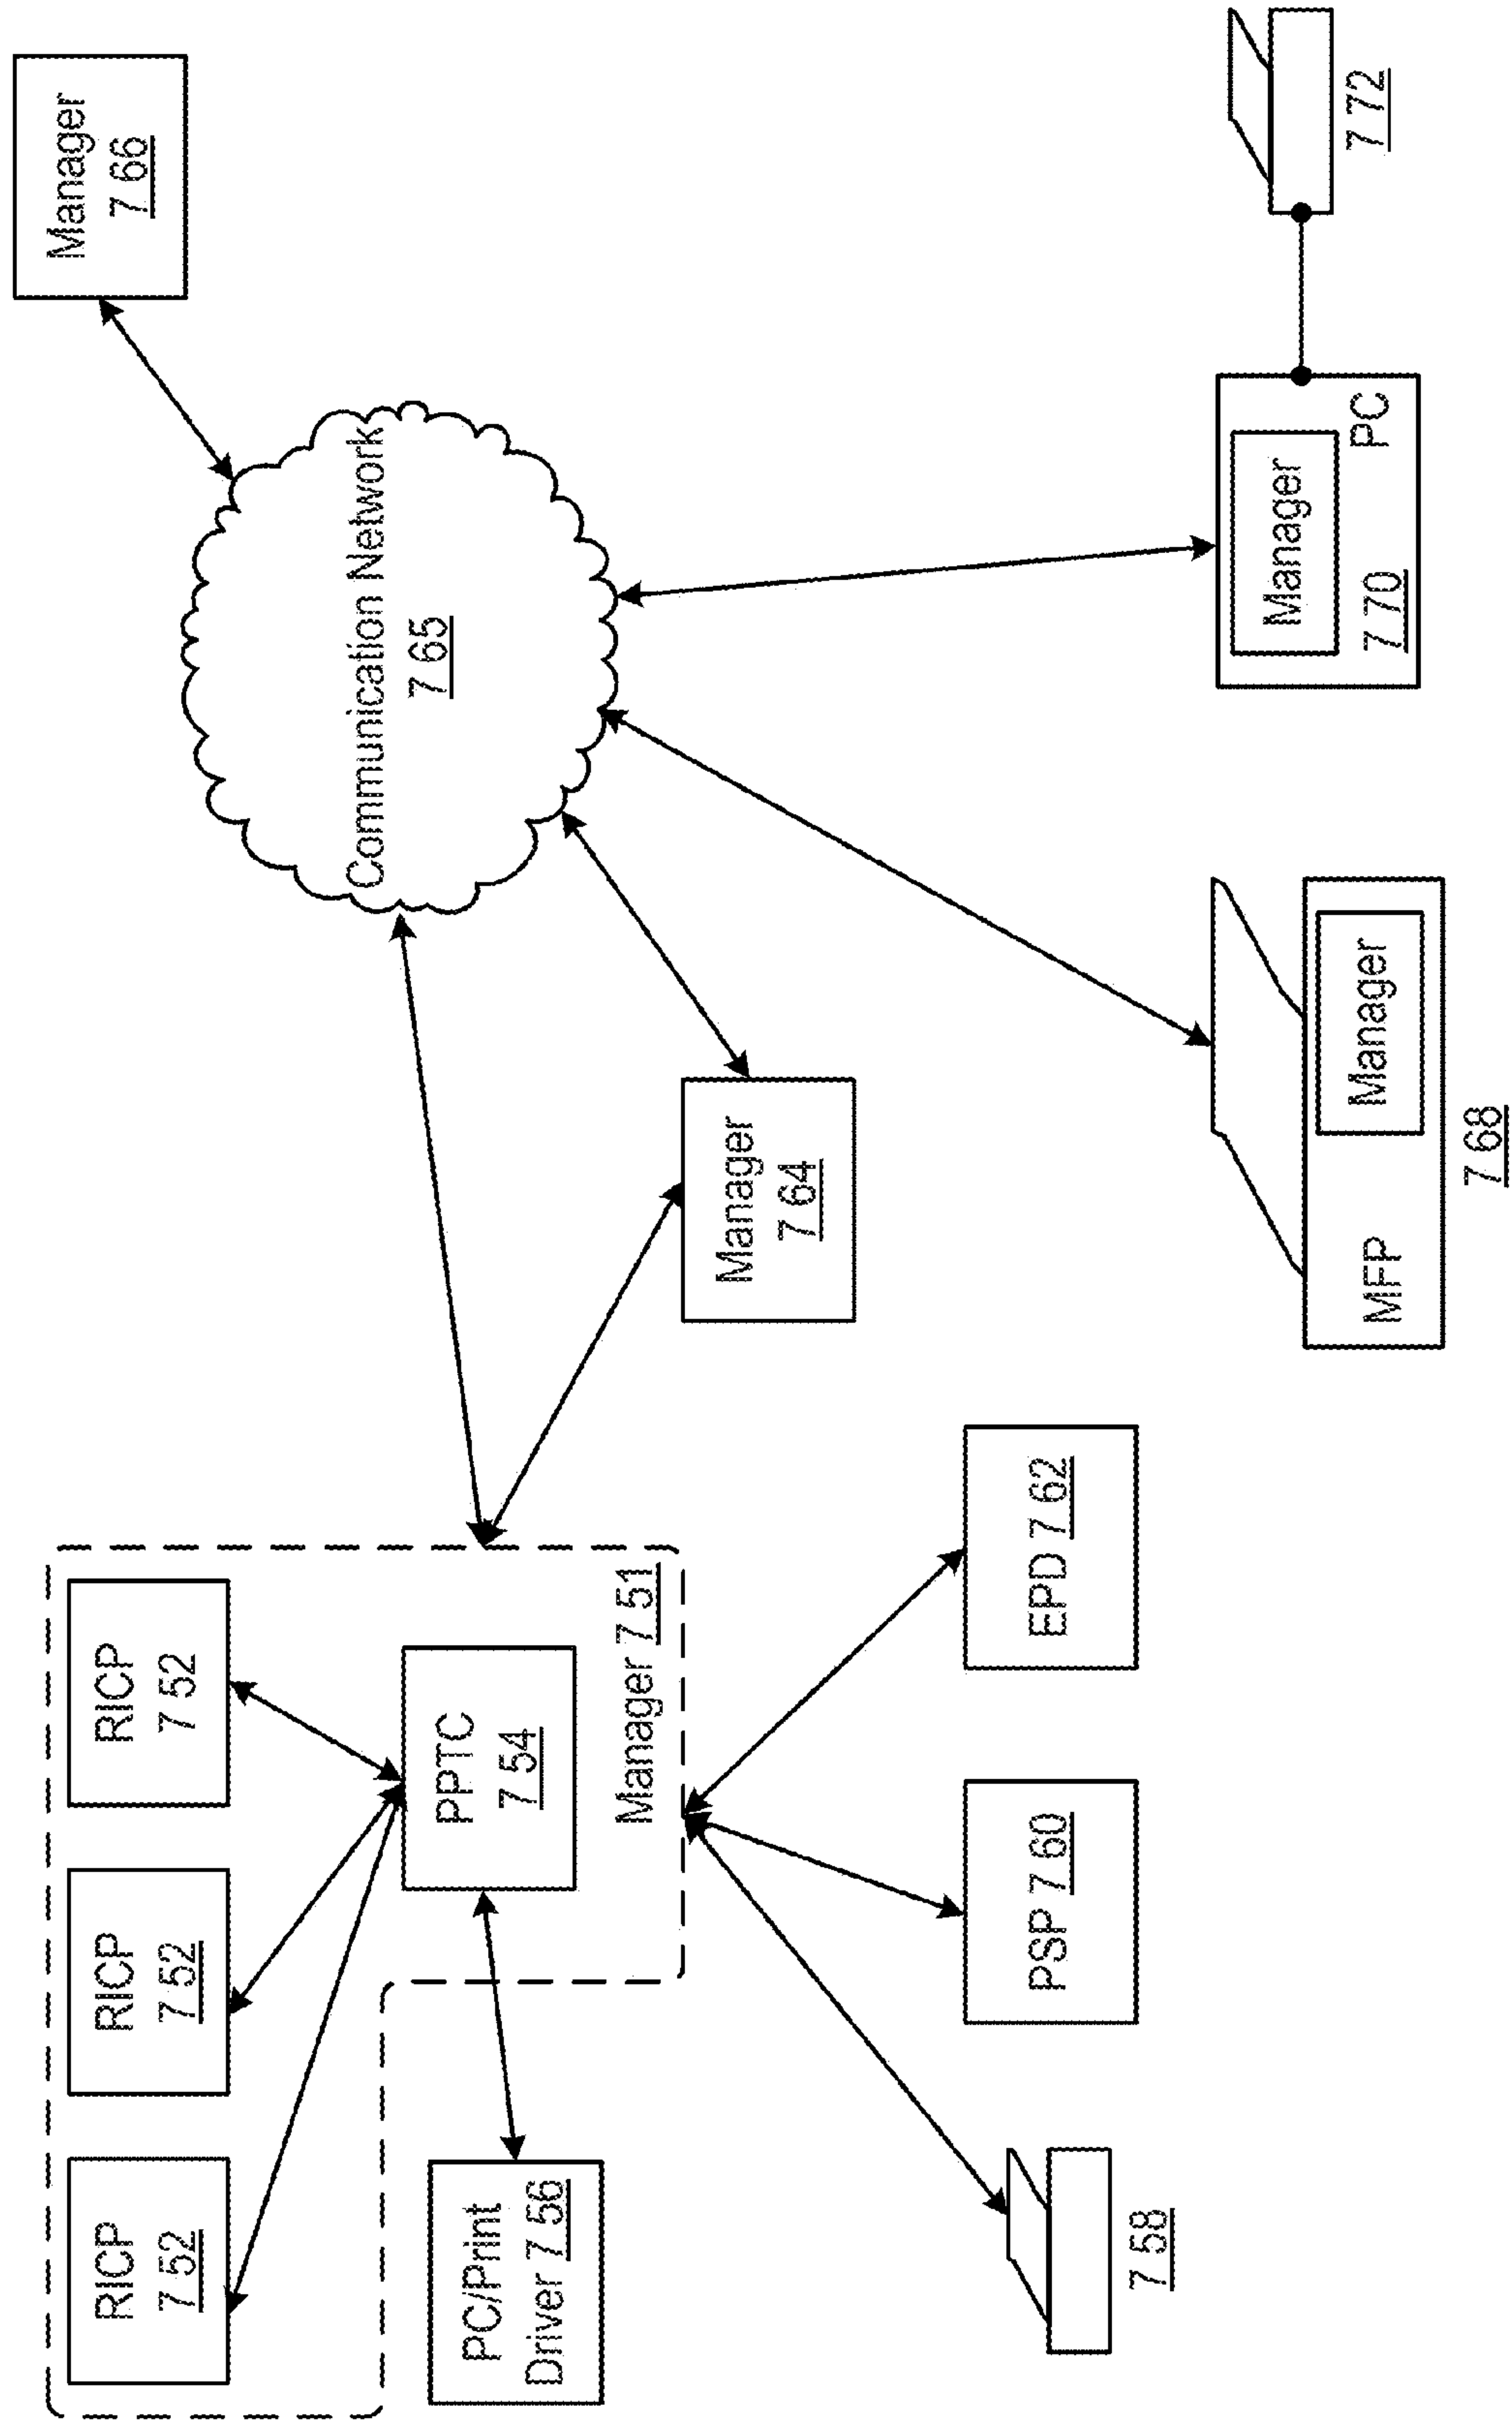 RICP
7 52
RICP
7 52
RICP
7 52
PC/Print
Driver 7 56
PPTC
7 54
Manager 7 51
7 58
PSP 7 60
EPD 7 62
Manager
7 64
Communication Network
7 65
Manager
7 66
MFP
Manager
7 68
Manager
7 70
PC
7 72